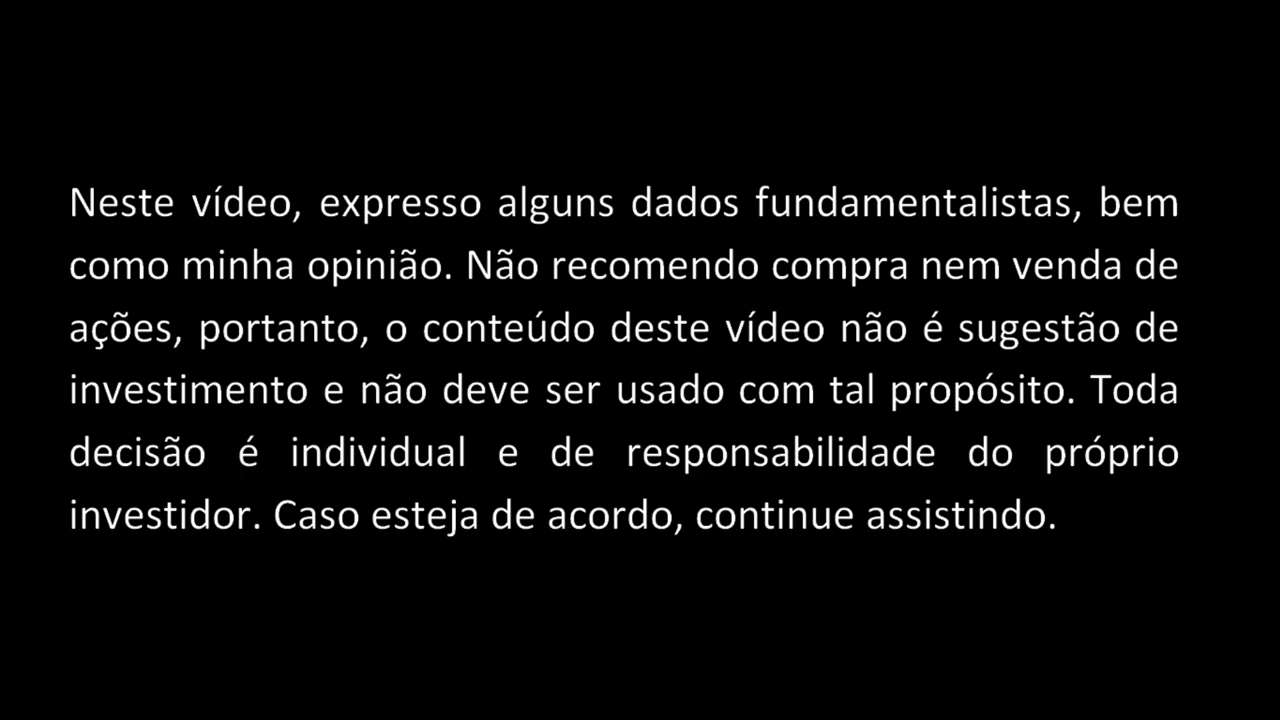 Neste vídeo, expresso alguns dados fundamentalistas, bem
como minha opinião. Não recomendo compra nem venda de
ações, portanto, o conteúdo deste vídeo não é sugestão de
investimento e não deve ser usado com tal propósito. Toda
decisão é individual e de responsabilidade do próprio
investidor. Caso esteja de acordo, continue assistindo.